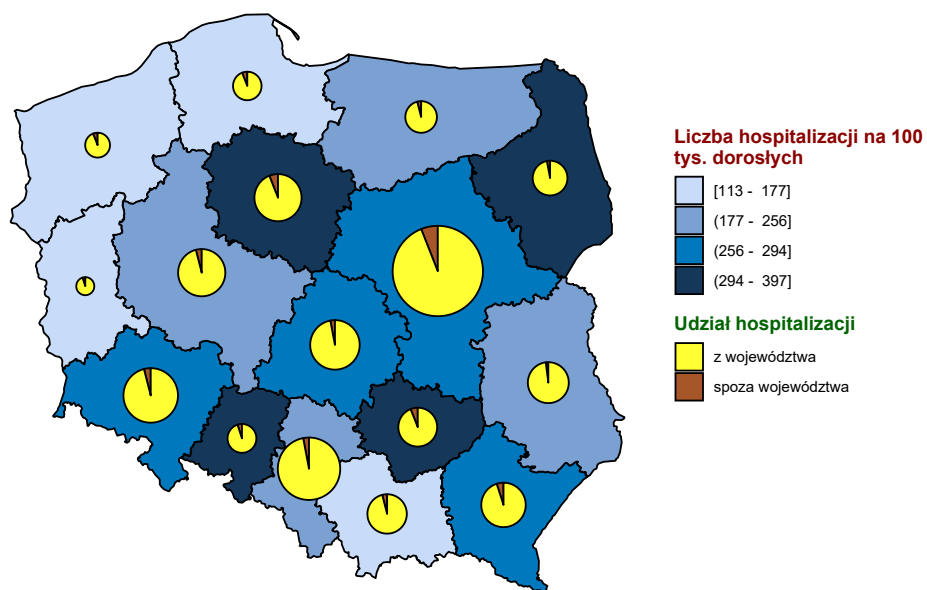 Liczba hospitalizacji na 100
tys. dorosłych
[113 - 177]
(177 - 256]
(256 - 294]
(294 - 397]
Udział hospitalizacji
z województwa
spoza województwa